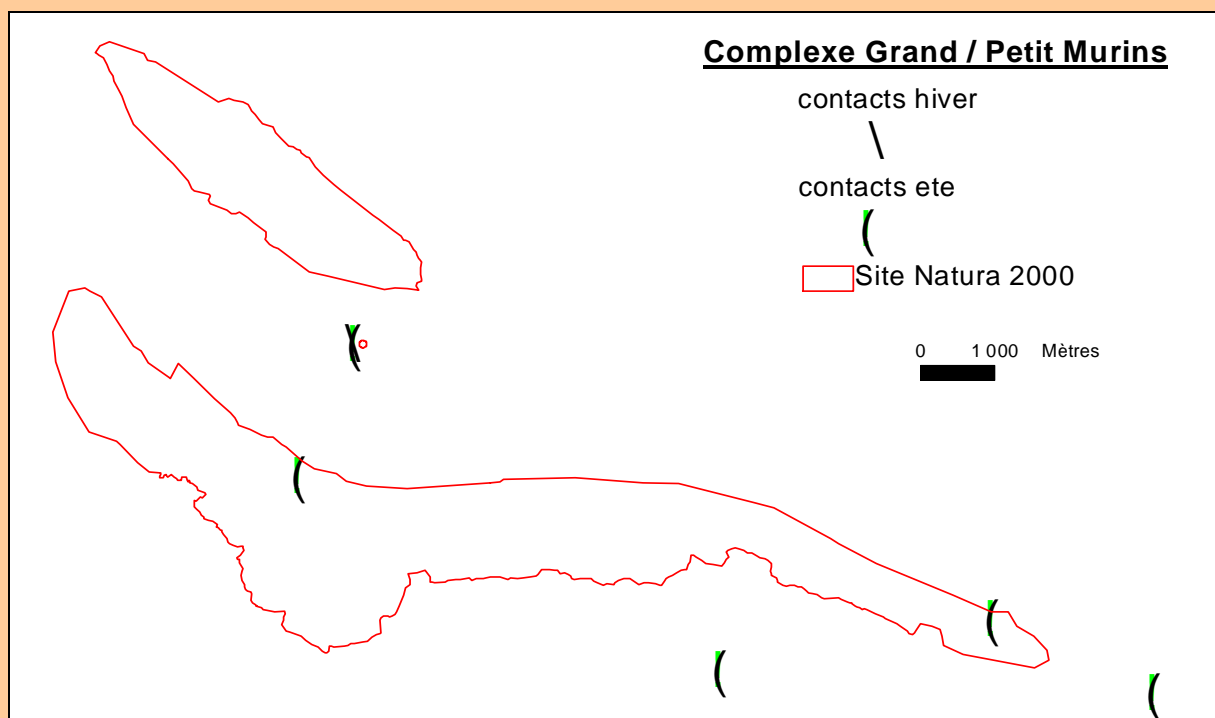 Complexe Grand / Petit Murins
contacts hiver
\
contacts ete
(
Site Natura 2000
0 1 000 Mètres